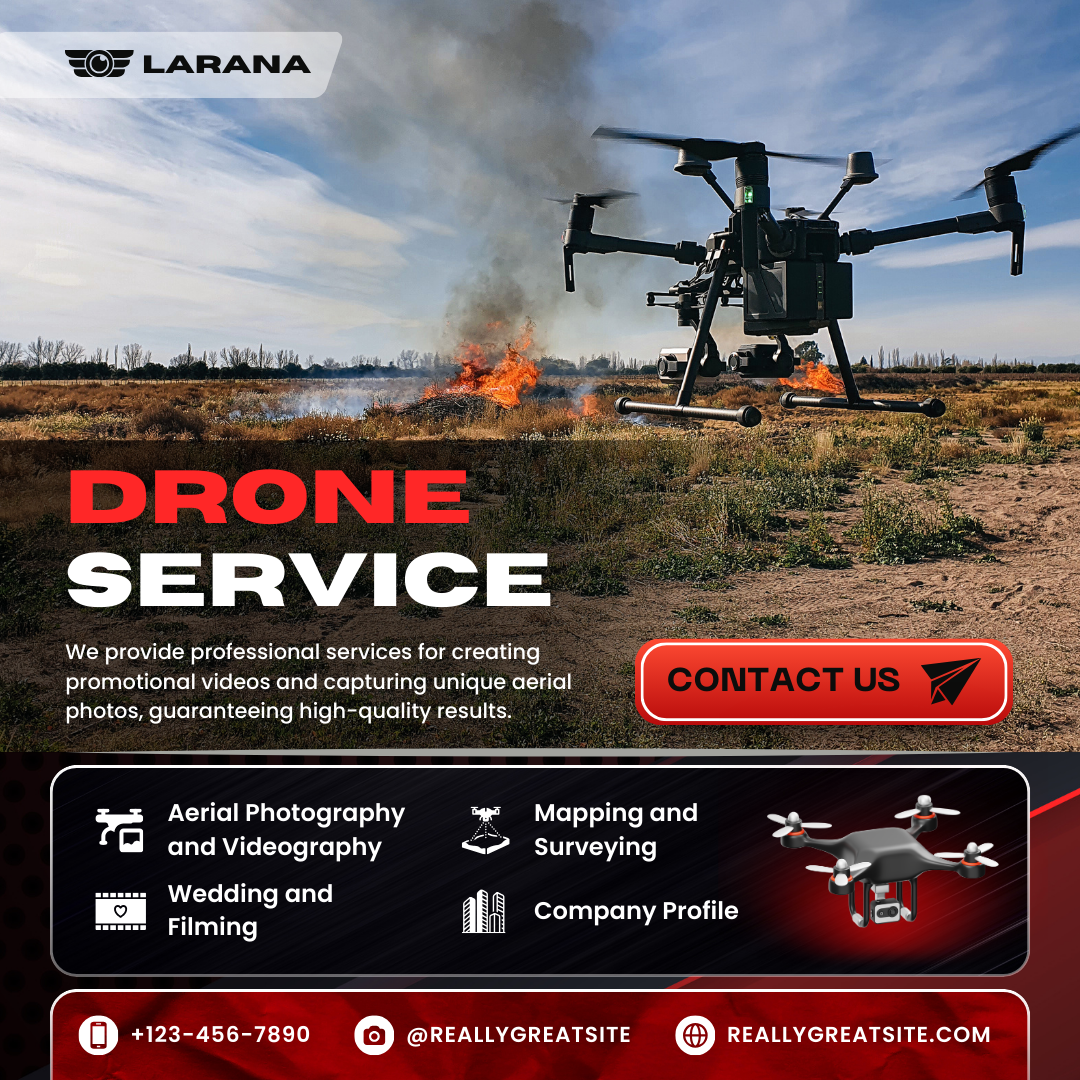 LARANA
DRONE
SERVICE
We provide professional services for creating
promotional videos and capturing unique aerial
photos, guaranteeing high-quality results.
CONTACT US
Aerial Photography
and Videography
Mapping and
Surveying
Wedding and
Filming
Company Profile
+123-456-7890
@REALLYGREATSITE
REALLYGREATSITE.COM